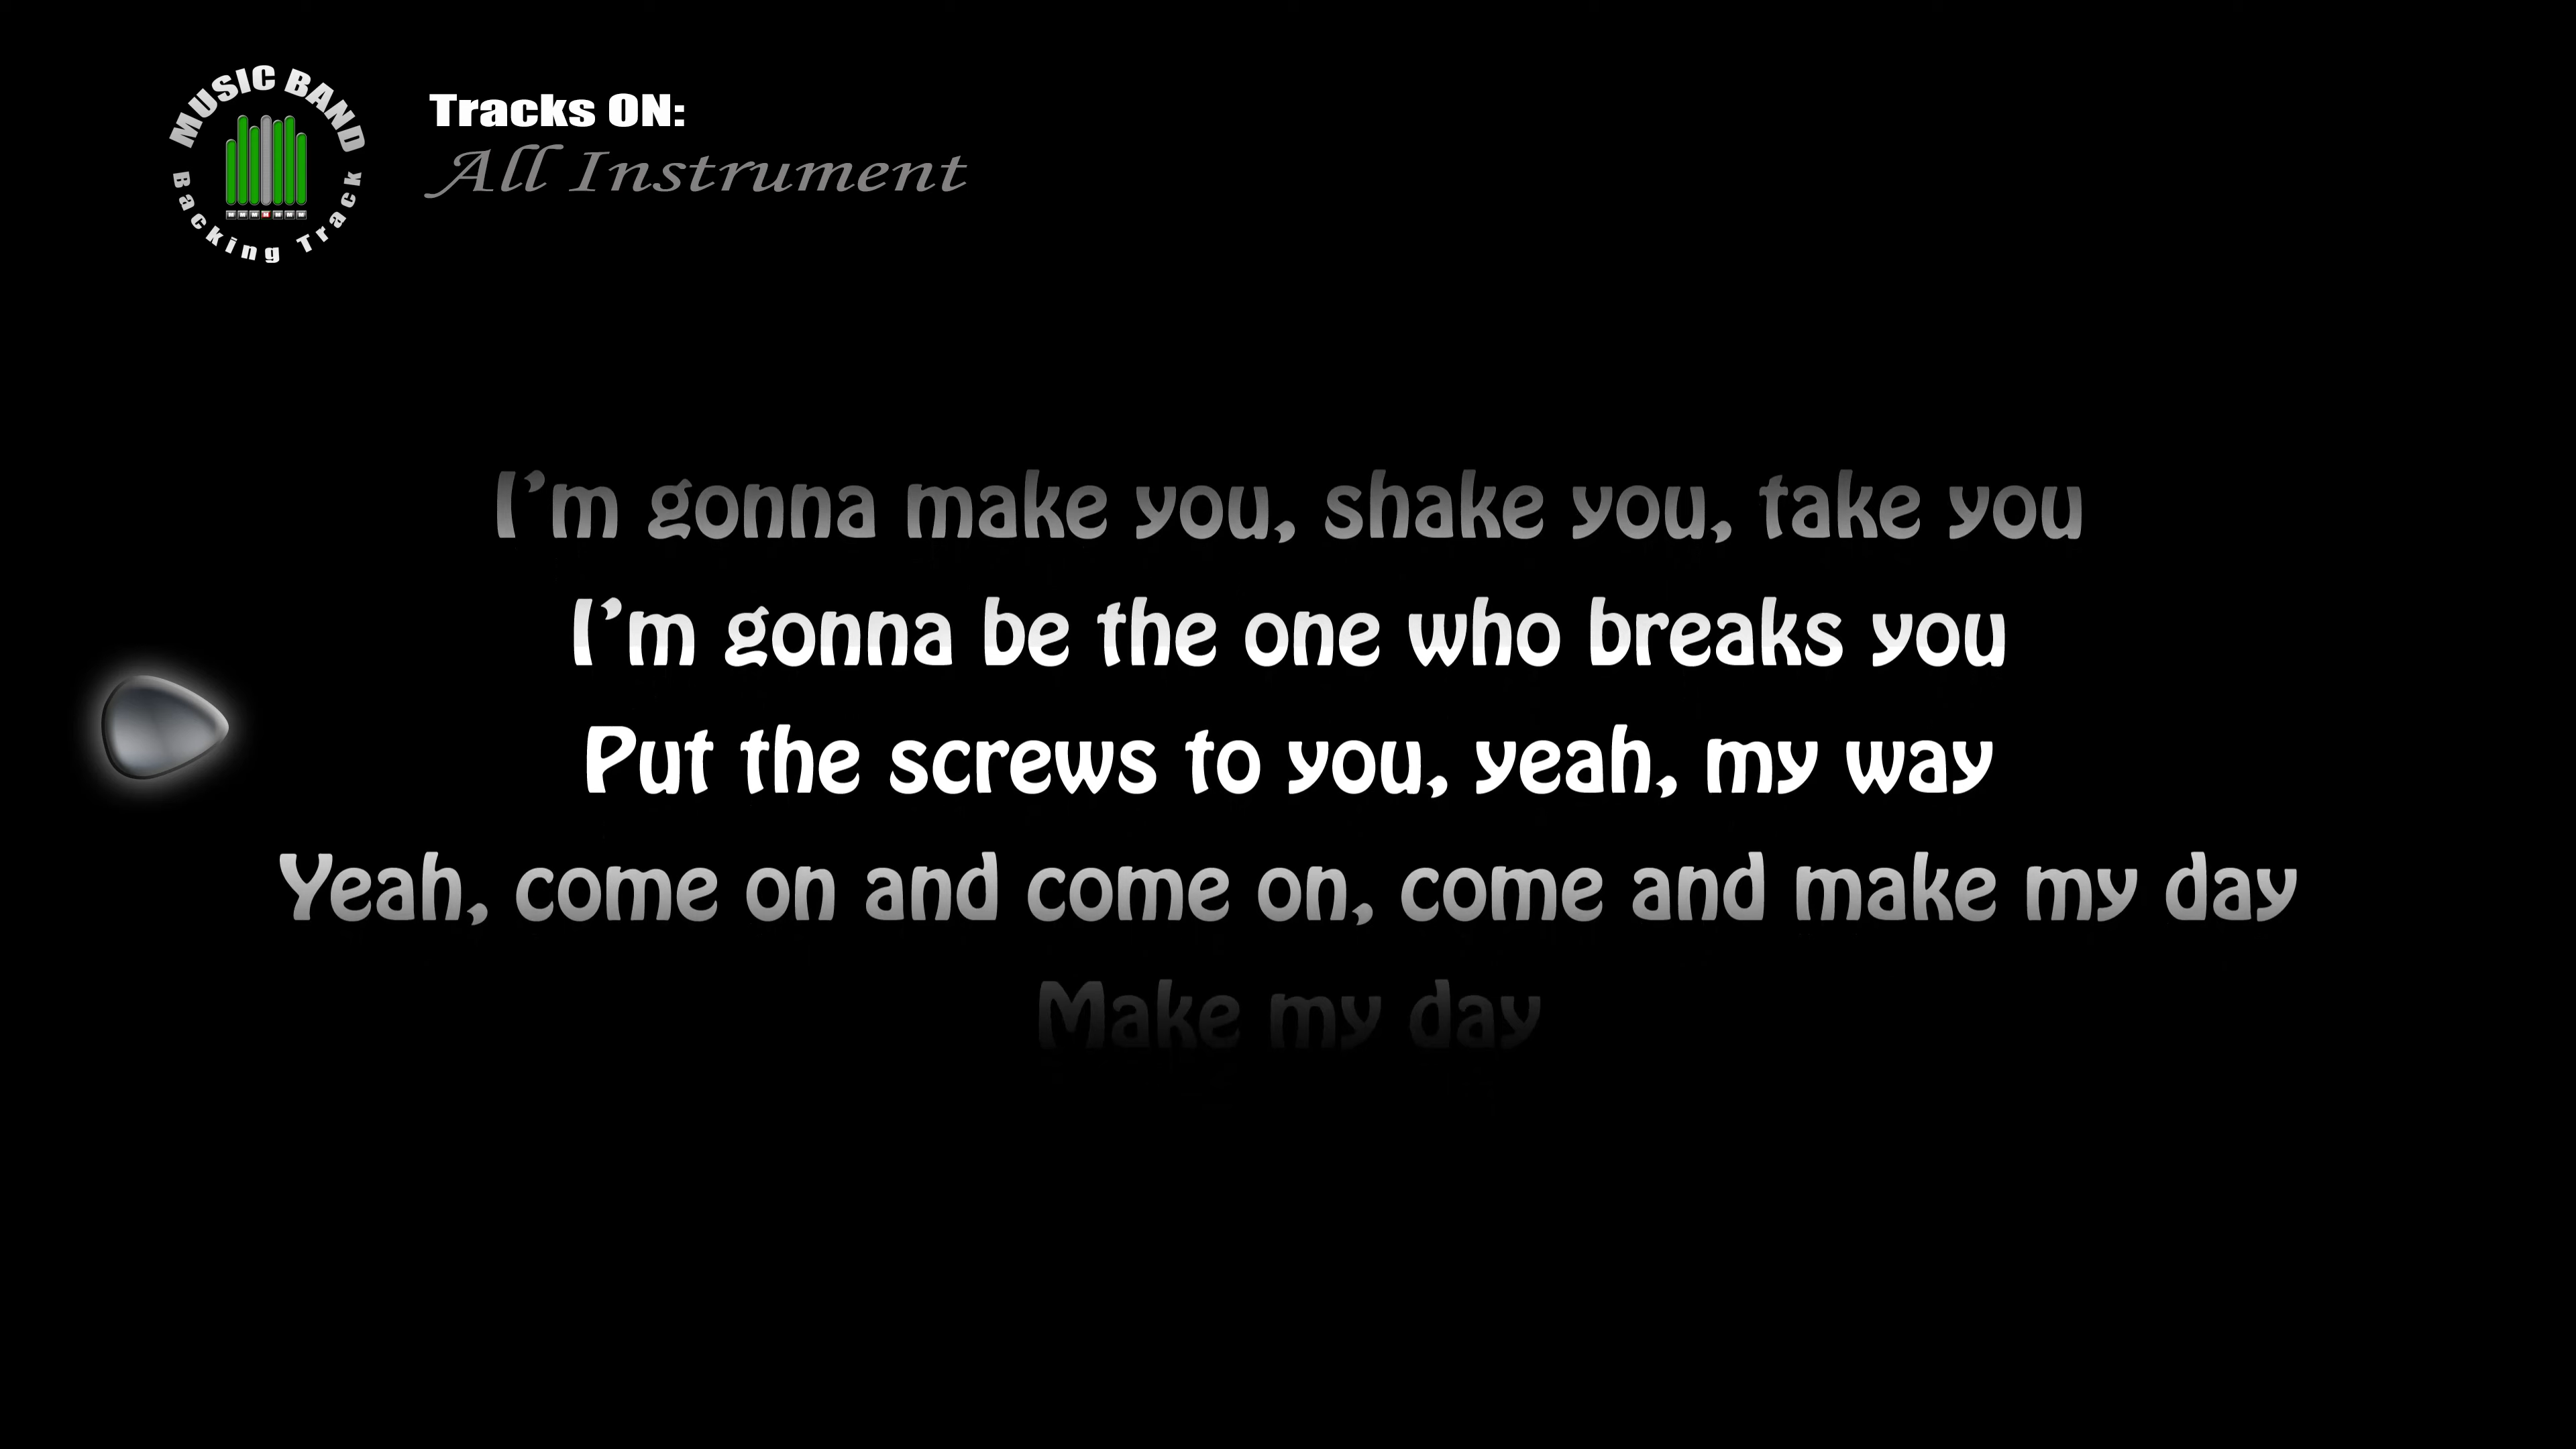 MUSIC BAND
Backing Track
Tracks ON:
All Instrument
I’m gonna make you, shake you, take you
I’m gonna be the one who breaks you
Put the screws to you, yeah, my way
Yeah, come on and come on, come and make my day
Make my day